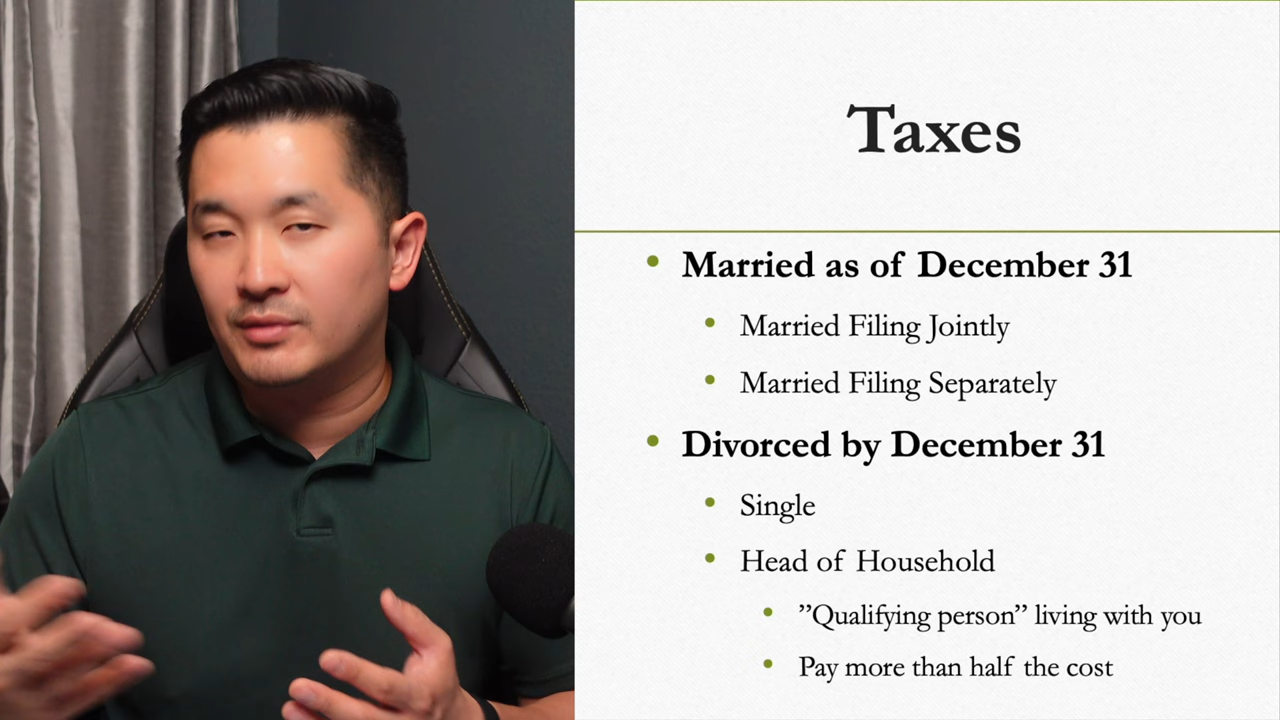 Taxes
Married as of December 31
Married Filing Jointly
Married Filing Separately
Divorced by December 31
Single
Head of Household
”Qualifying person” living with you
Pay more than half the cost